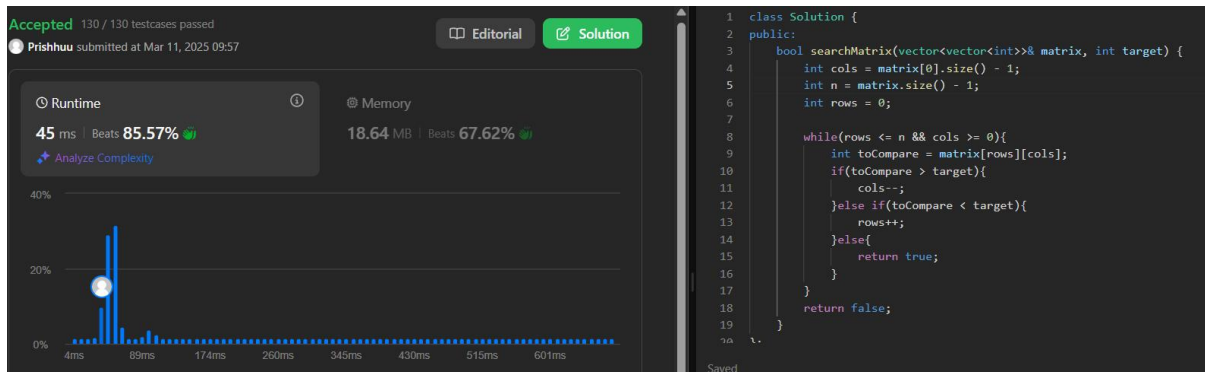 Accepted 130 / 130 testcases passed
Prishhuu submitted at Mar 11, 2025 09:57
Editorial
Solution
Runtime
45 ms | Beats 85.57%
Analyze Complexity
Memory
18.64 MB | Beats 67.62%
40%
20%
0%
4ms 89ms 174ms 260ms 345ms 430ms 515ms 601ms
1 class Solution {
2 public:
3 bool searchMatrix(vector<vector<int>>& matrix, int target) {
4 int cols = matrix[0].size() - 1;
5 int n = matrix.size() - 1;
6 int rows = 0;
7
8 while(rows <= n && cols >= 0){
9 int toCompare = matrix[rows][cols];
10 if(toCompare > target){
11 cols--;
12 }else if(toCompare < target){
13 rows++;
14 }else{
15 return true;
16 }
17 }
18 return false;
19 }
20 };
Saved